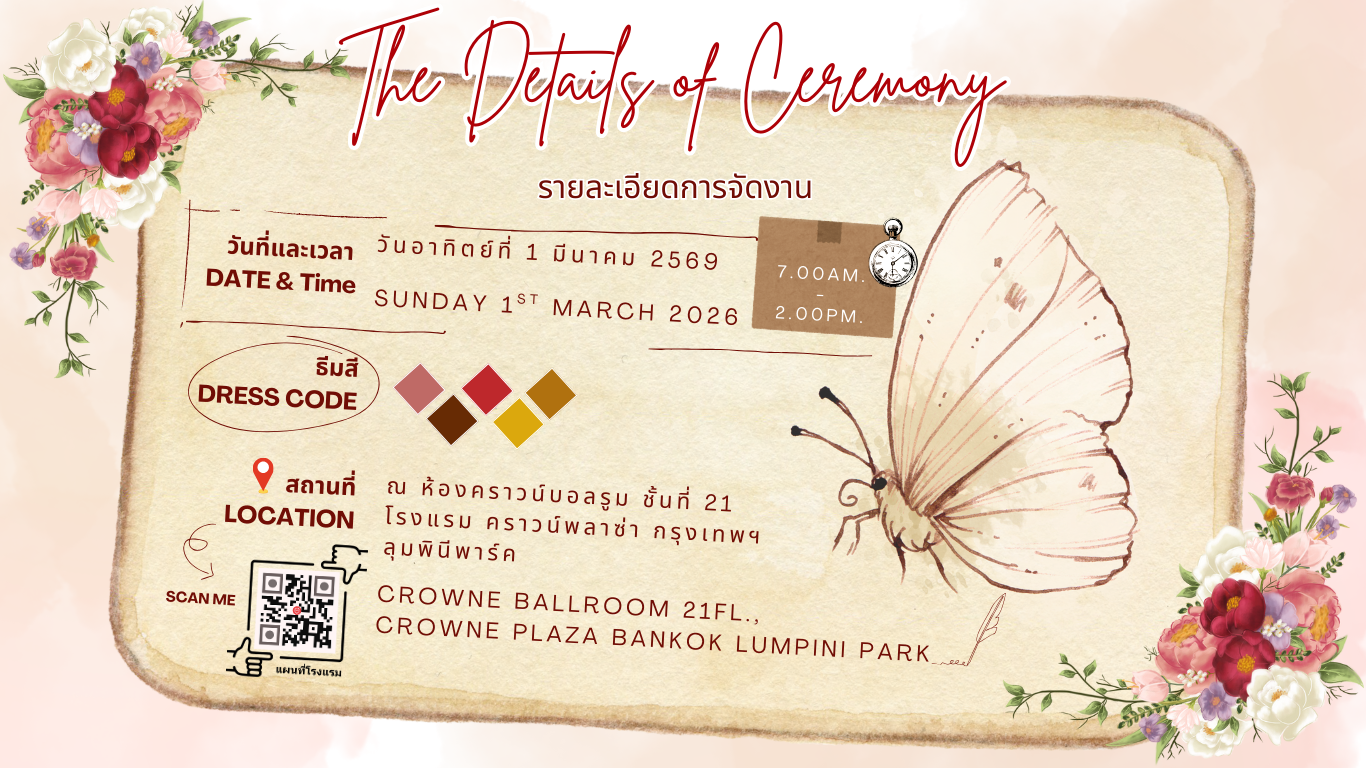 The Details of Ceremony
รายละเอียดการจัดงาน
วันที่และเวลา
DATE & Time
วันอาทิตย์ที่ 1 มีนาคม 2569
SUNDAY 1ST MARCH 2026
7.00AM.
-
2.00PM.
ธีมสี
DRESS CODE
สถานที่
LOCATION
ณ ห้องคราวน์บอลรูม ชั้นที่ 21
โรงแรม คราวน์พลาซ่า กรุงเทพฯ
ลุมพินีพาร์ค
CROWNE BALLROOM 21FL.,
CROWNE PLAZA BANKOK LUMPINI PARK
SCAN ME
แผนที่โรงแรม